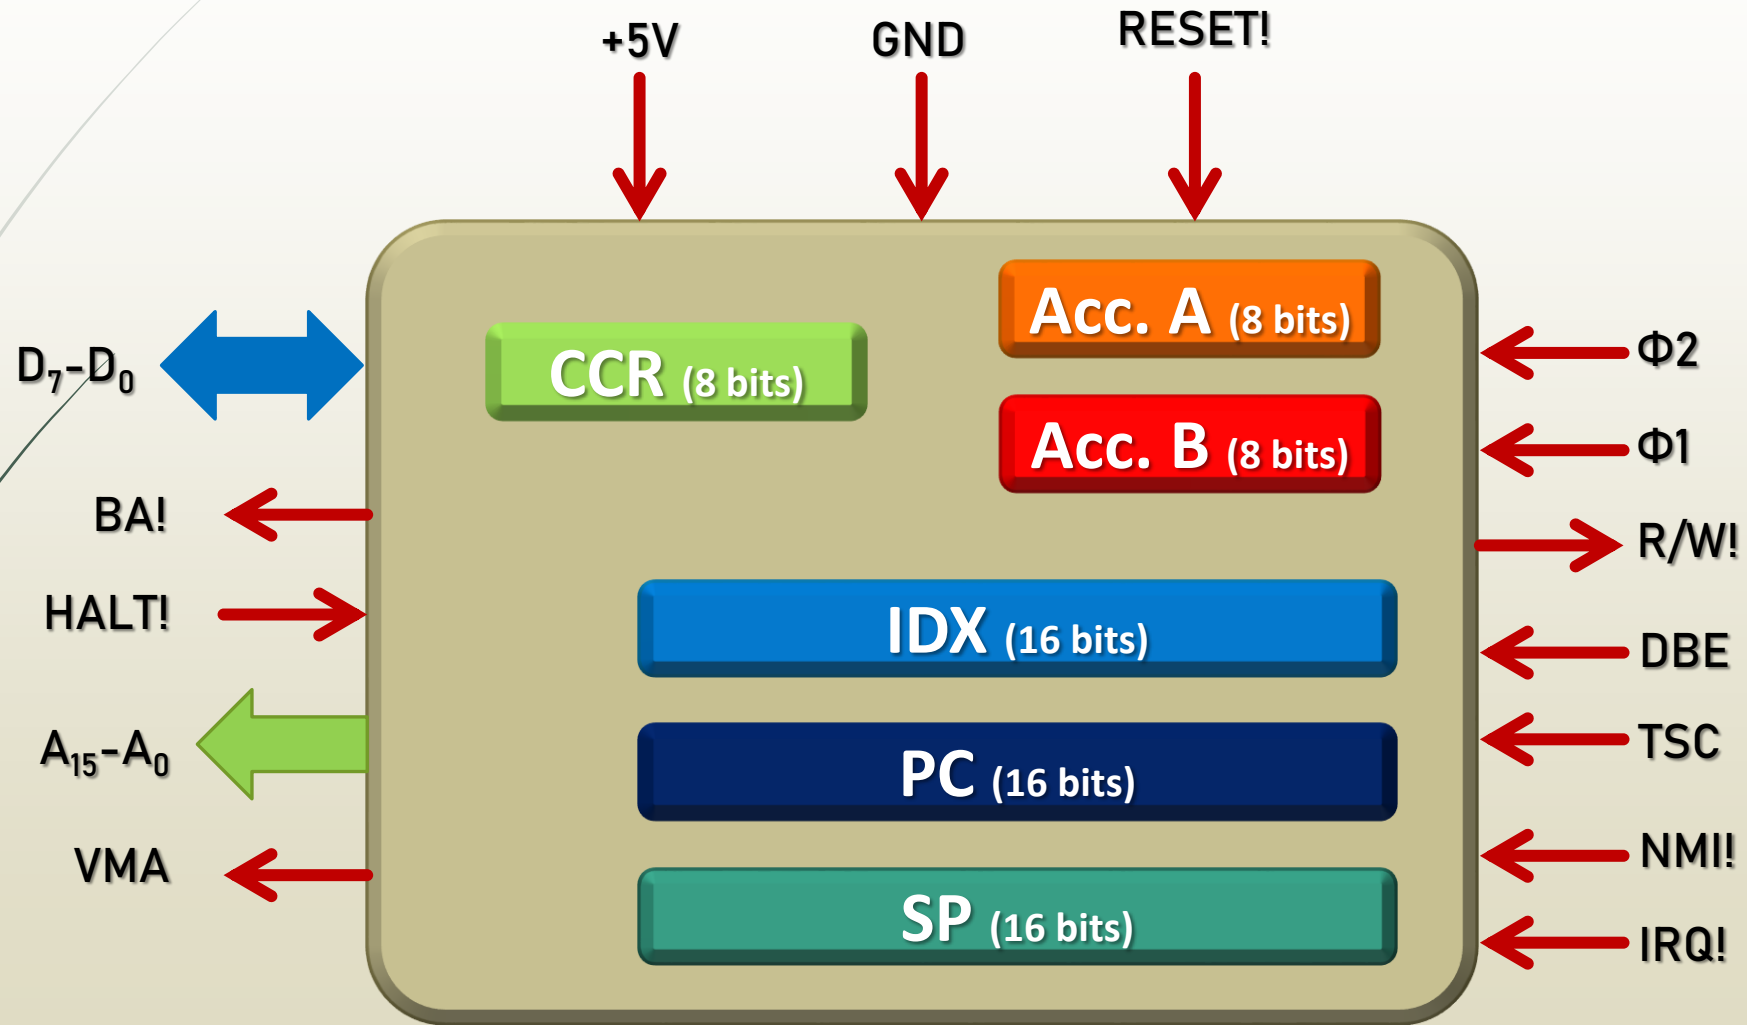 +5V
GND
RESET!
Acc. A (8 bits)
D₇-D₀
CCR (8 bits)
Φ2
Acc. B (8 bits)
Φ1
BA!
R/W!
HALT!
IDX (16 bits)
DBE
A₁₅-A₀
PC (16 bits)
TSC
VMA
SP (16 bits)
NMI!
IRQ!